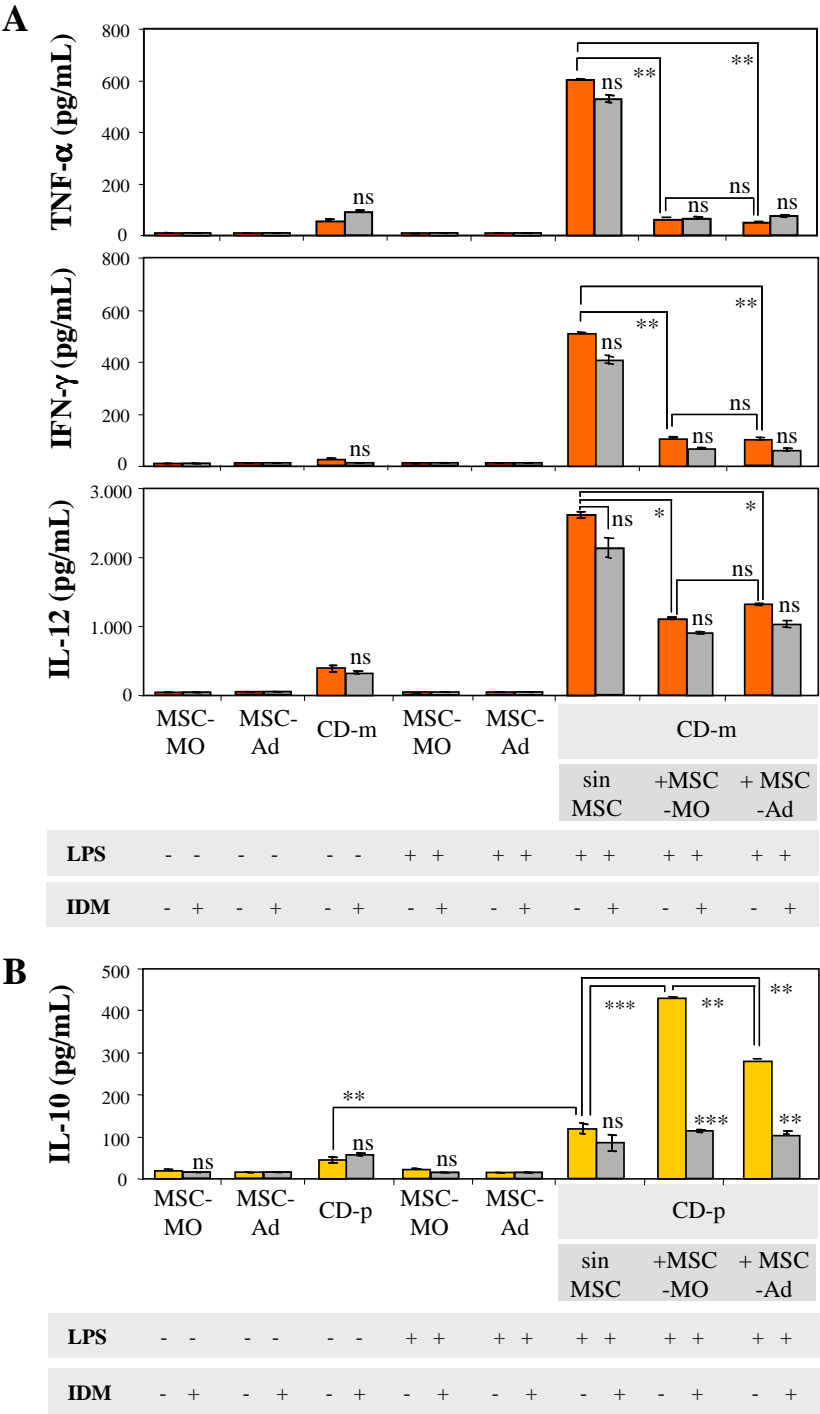 A
TNF-α (pg/mL)
800
600
400
200
0
ns
ns
**
**
ns
ns
ns
IFN-γ (pg/mL)
800
600
400
200
0
ns
ns
**
**
ns
ns
ns
IL-12 (pg/mL)
3.000
2.000
1.000
0
ns
ns
*
*
ns
ns
ns
MSC- MSC- CD-m MSC- MSC- CD-m
MO Ad MO Ad
sin +MSC + MSC
MSC -MO -Ad
LPS - - - - - - + + + + + + + + + +
IDM - + - + - + - + - + - + - + - +
B
IL-10 (pg/mL)
500
400
300
200
100
0
ns
**
ns
ns
ns
***
**
**
***
**
MSC- MSC- CD-p MSC- MSC- CD-p
MO Ad MO Ad
sin +MSC + MSC
MSC -MO -Ad
LPS - - - - - - + + + + + + + + + +
IDM - + - + - + - + - + - + - + - +